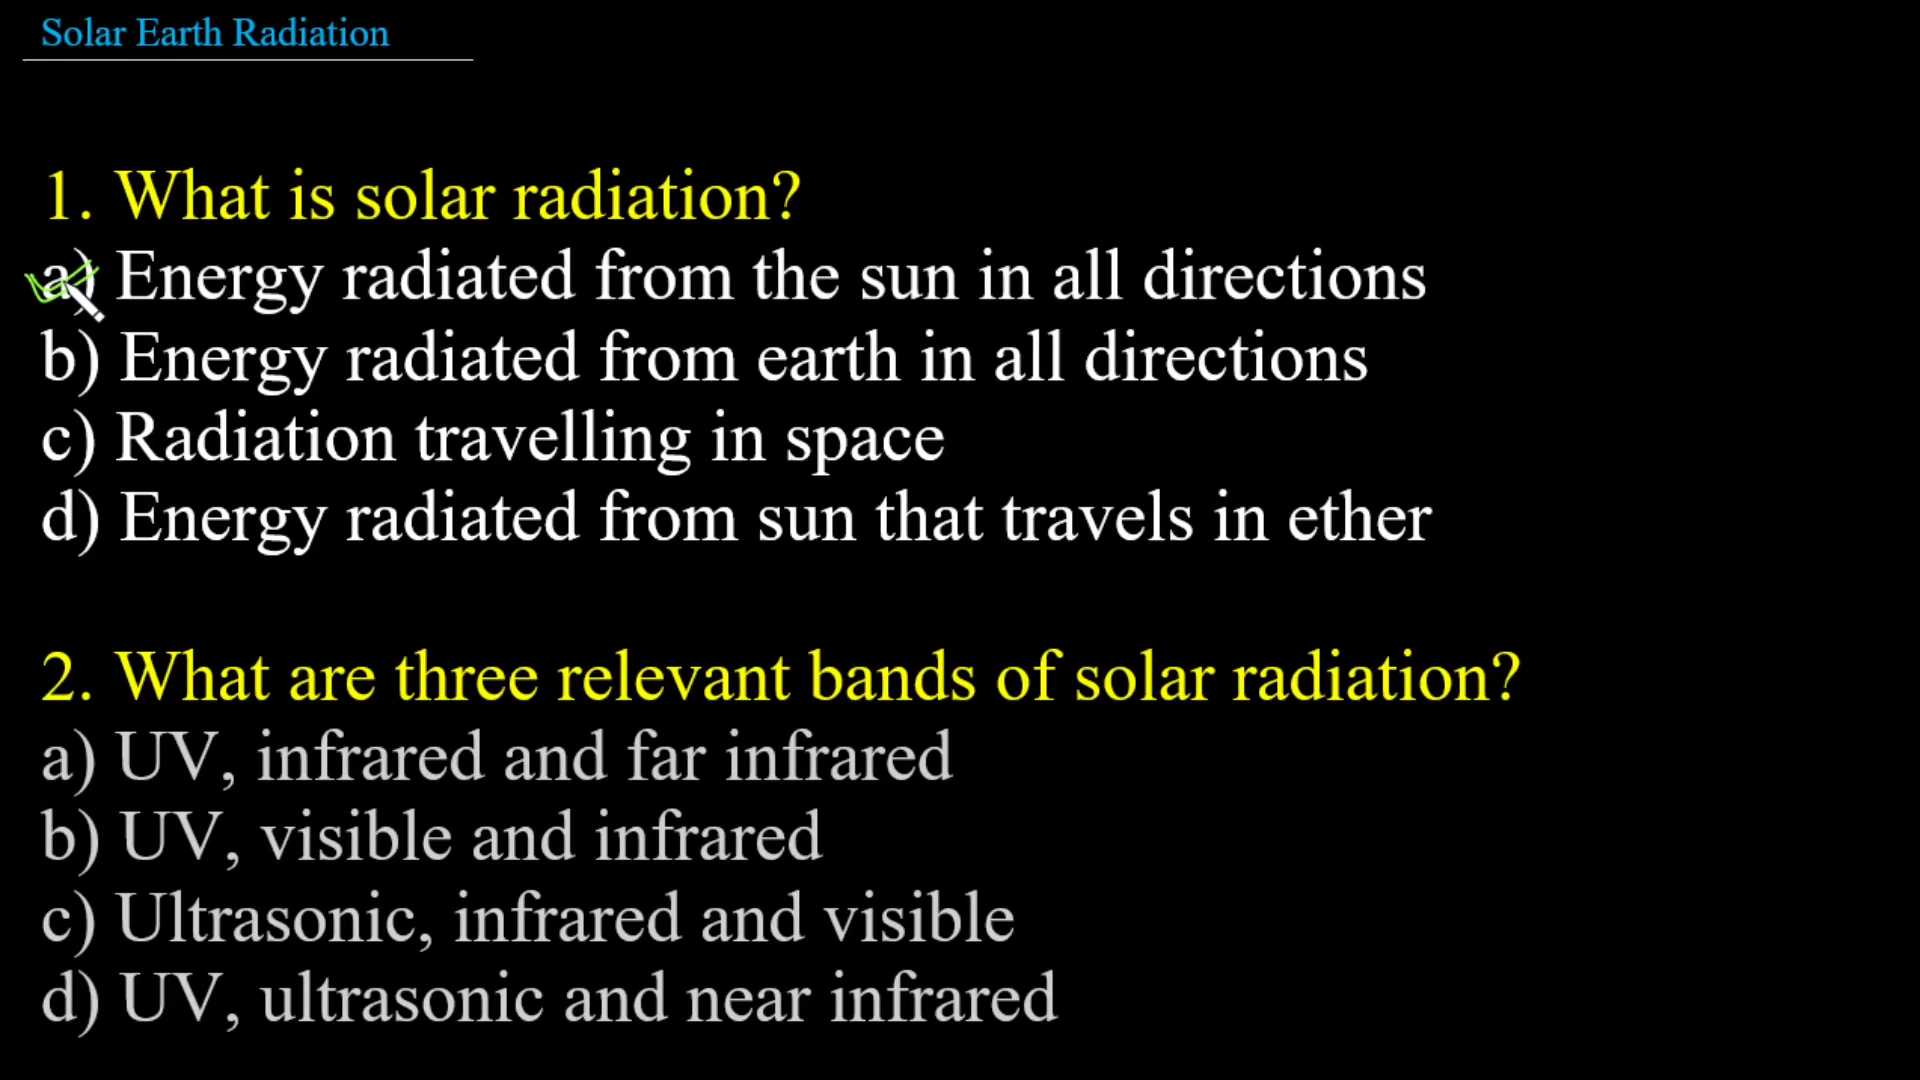 Solar Earth Radiation
1. What is solar radiation?
a) Energy radiated from the sun in all directions
b) Energy radiated from earth in all directions
c) Radiation travelling in space
d) Energy radiated from sun that travels in ether
2. What are three relevant bands of solar radiation?
a) UV, infrared and far infrared
b) UV, visible and infrared
c) Ultrasonic, infrared and visible
d) UV, ultrasonic and near infrared